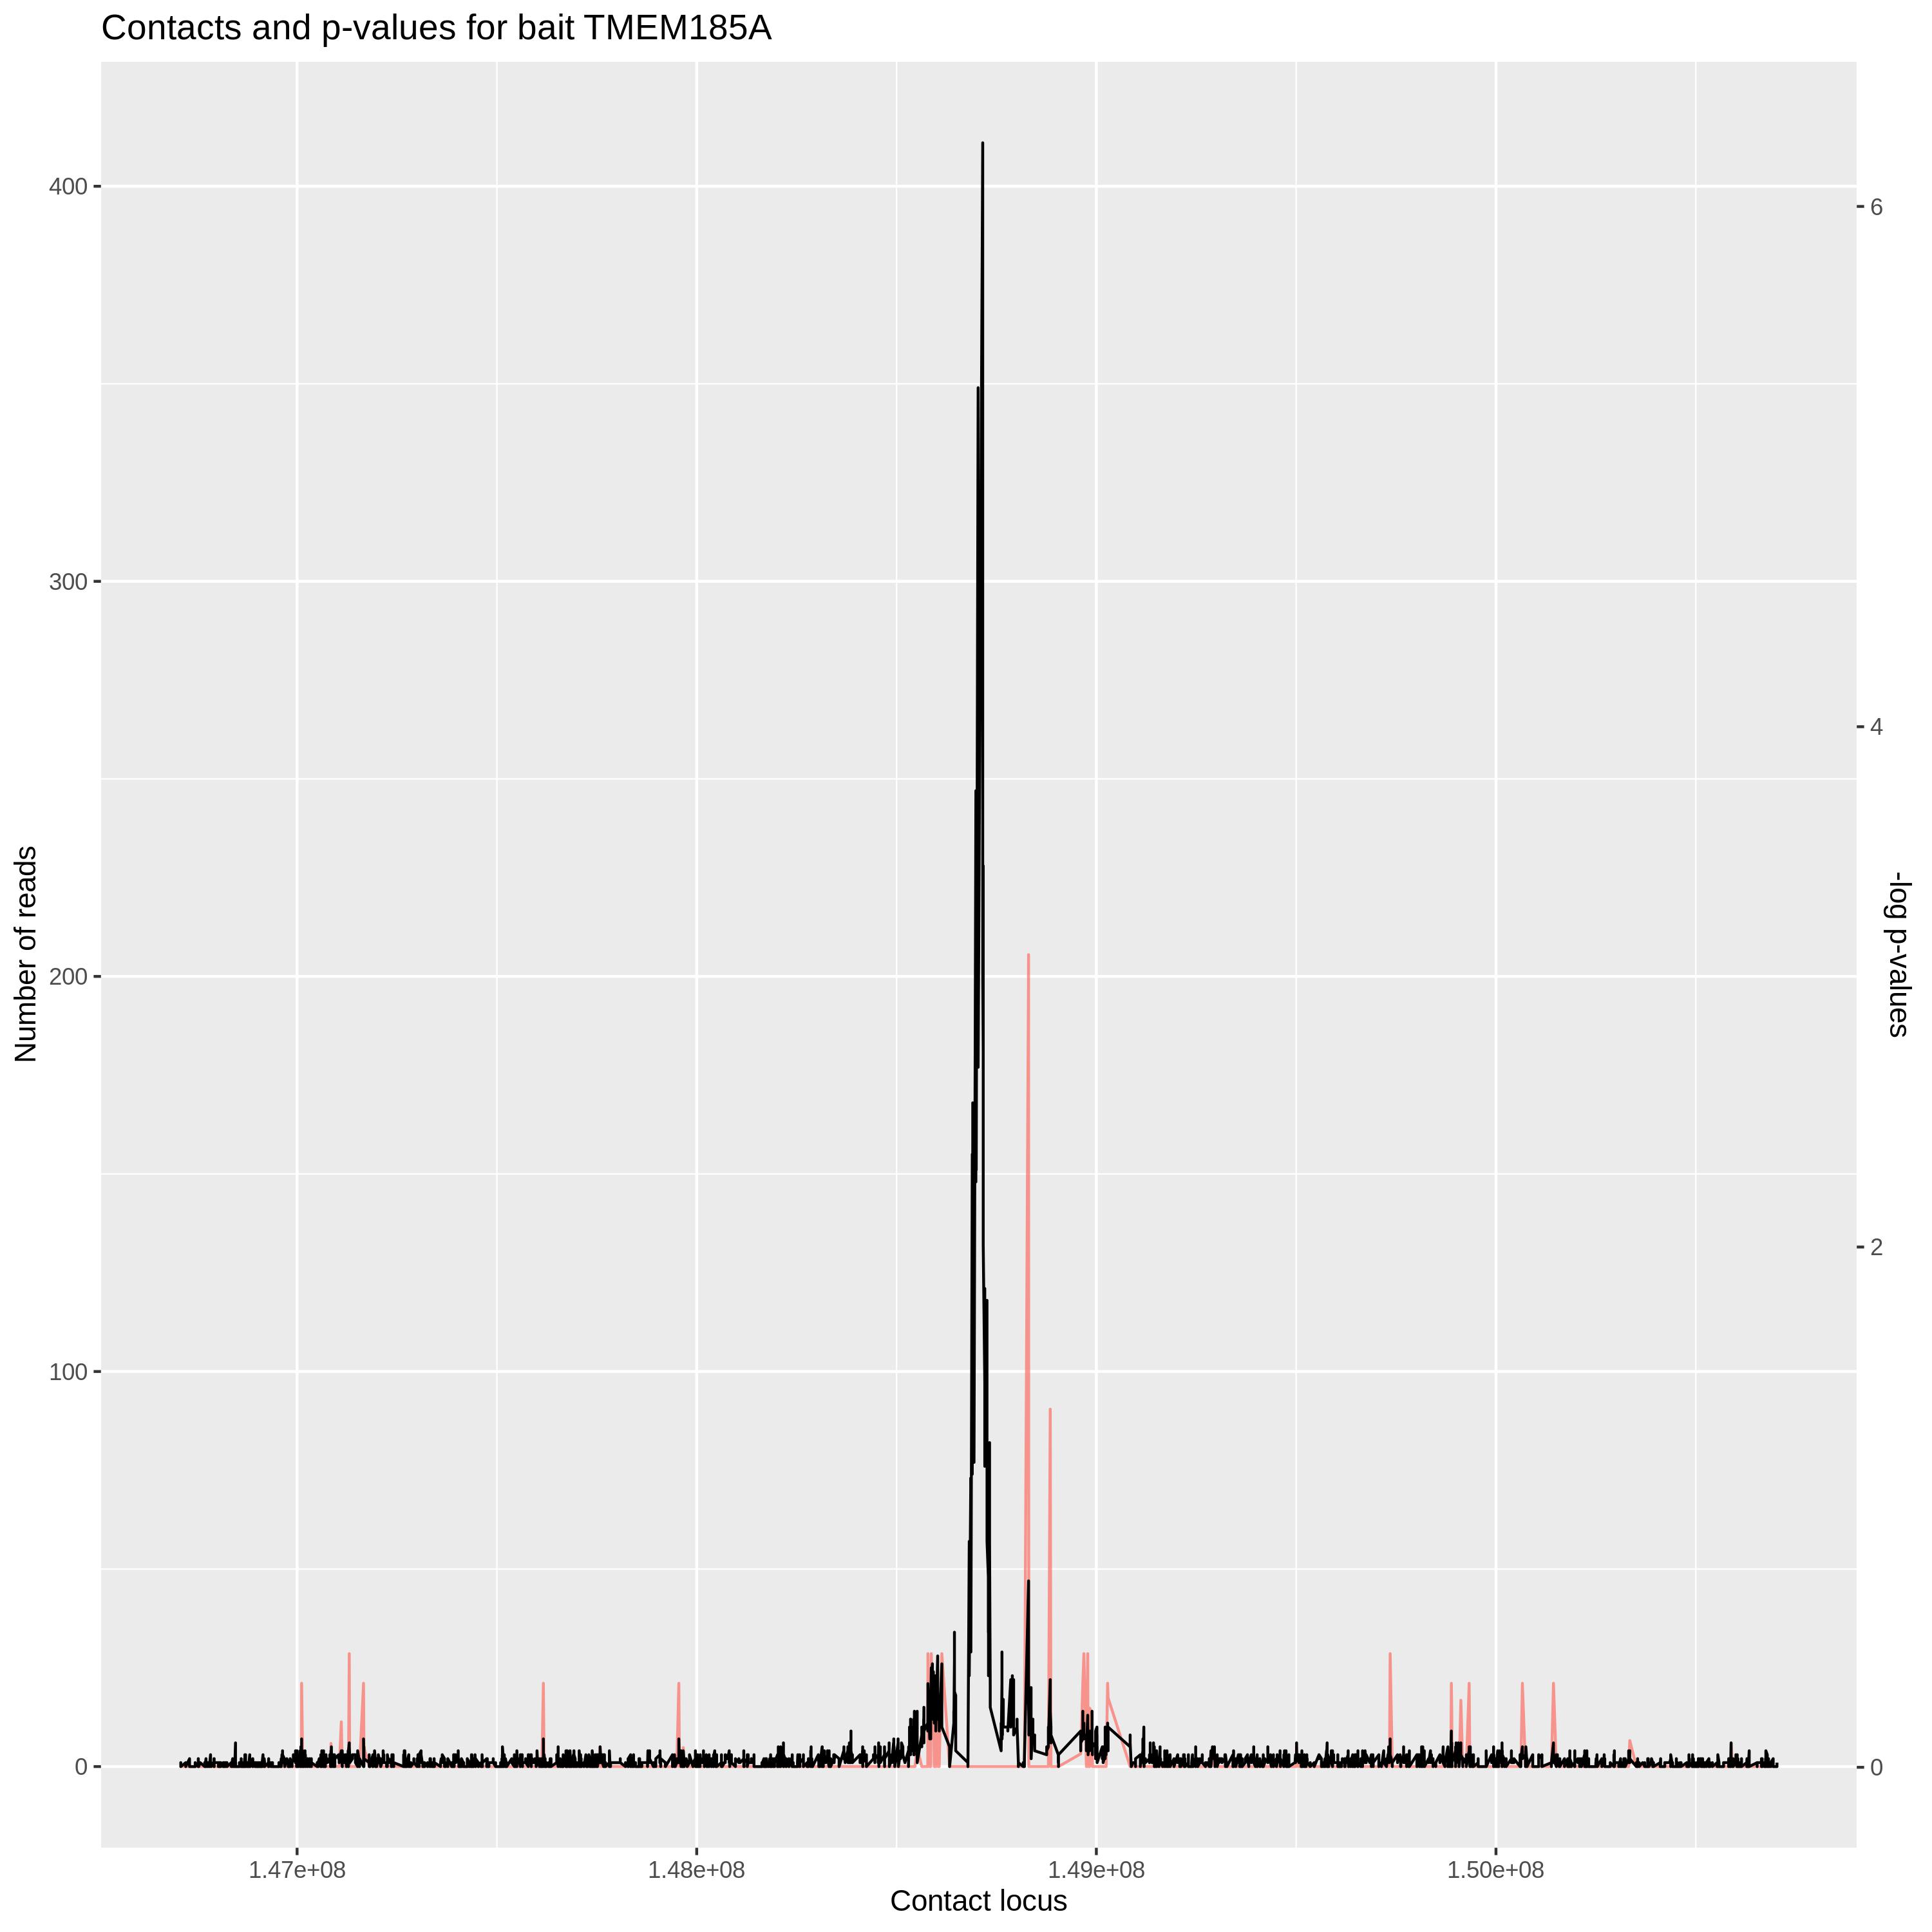 Contacts and p-values for bait TMEM185A
400
300
200
100
0
Number of reads
6
4
2
0
-log p-values
1.47e+08
1.48e+08
1.49e+08
1.50e+08
Contact locus